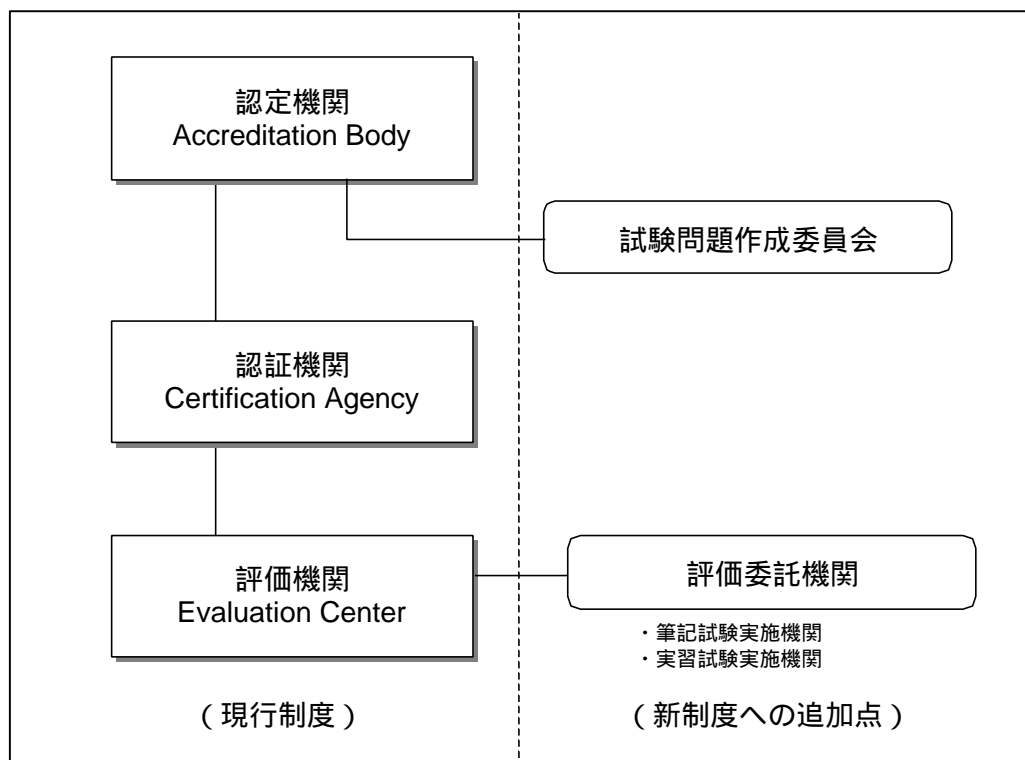 認定機関
Accreditation Body
試験問題作成委員会
認証機関
Certification Agency
評価機関
Evaluation Center
評価委託機関
・筆記試験実施機関
・実習試験実施機関
（現行制度）
（新制度への追加点）